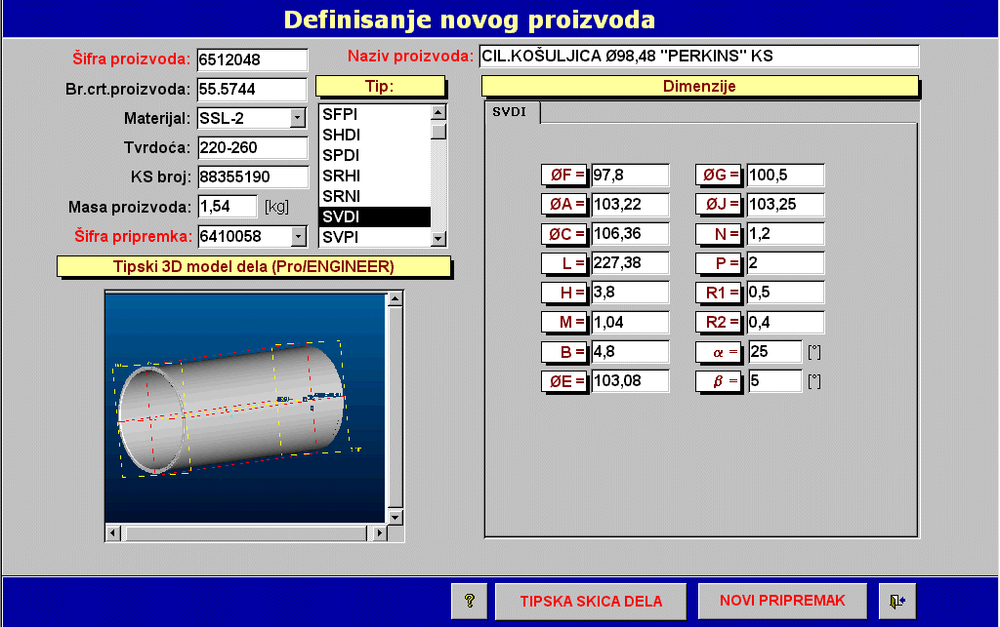 Definisanje novog proizvoda
Šifra proizvoda: 6512048
Naziv proizvoda: CIL.KOŠULJICA Ø98,48 "PERKINS" KS
Br.crt.proizvoda: 55.5744
Materijal: SSL-2
Tvrdoća: 220-260
KS broj: 88355190
Masa proizvoda: 1,54 [kg]
Šifra pripremka: 6410058
Tip:
SFPI
SHDI
SPDI
SRHI
SRNI
SVDI
SVPI
Tipski 3D model dela (Pro/ENGINEER)
Dimenzije
SVDI
ØF = 97,8
ØG = 100,5
ØA = 103,22
ØJ = 103,25
ØC = 106,36
N = 1,2
L = 227,38
P = 2
H = 3,8
R1 = 0,5
M = 1,04
R2 = 0,4
B = 4,8
α = 25 [°]
ØE = 103,08
β = 5 [°]
?
TIPSKA SKICA DELA
NOVI PRIPREMAK